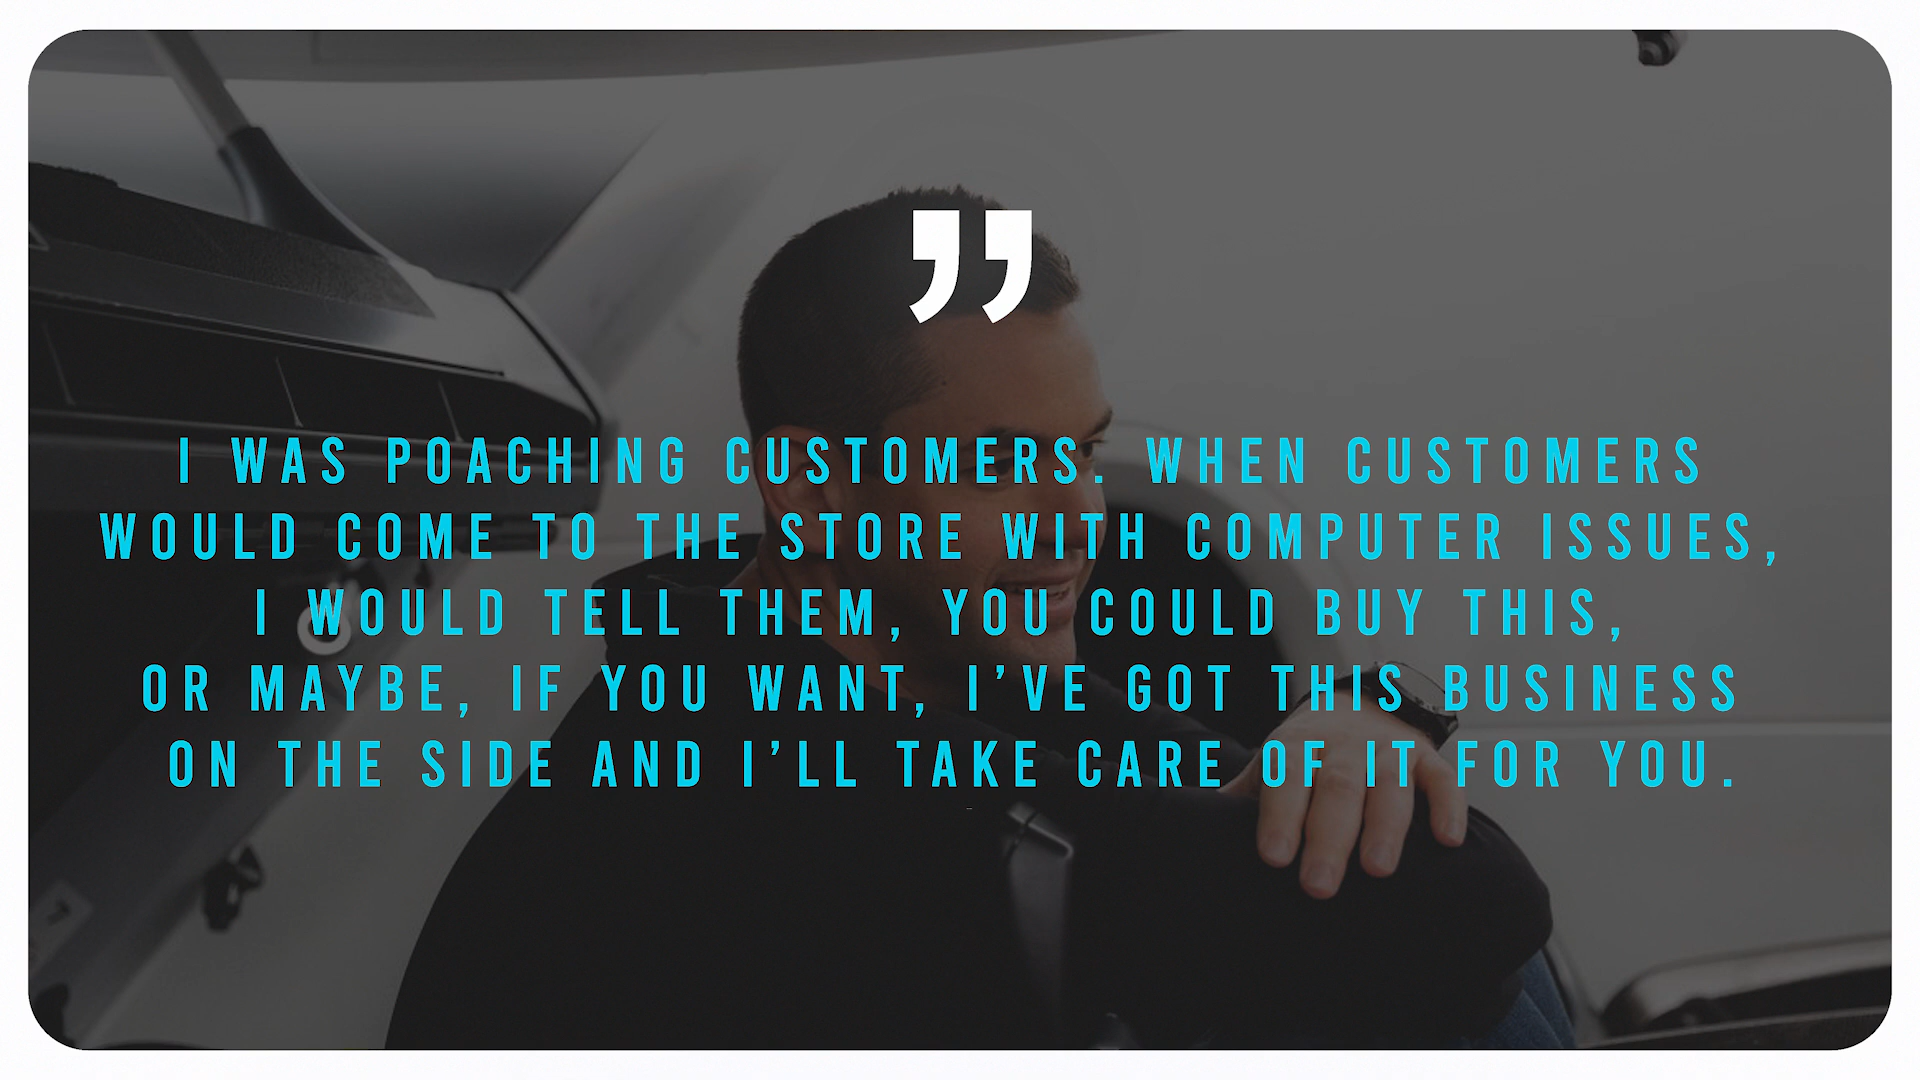 ”
I WAS POACHING CUSTOMERS. WHEN CUSTOMERS
WOULD COME TO THE STORE WITH COMPUTER ISSUES,
I WOULD TELL THEM, YOU COULD BUY THIS,
OR MAYBE, IF YOU WANT, I’VE GOT THIS BUSINESS
ON THE SIDE AND I’LL TAKE CARE OF IT FOR YOU.